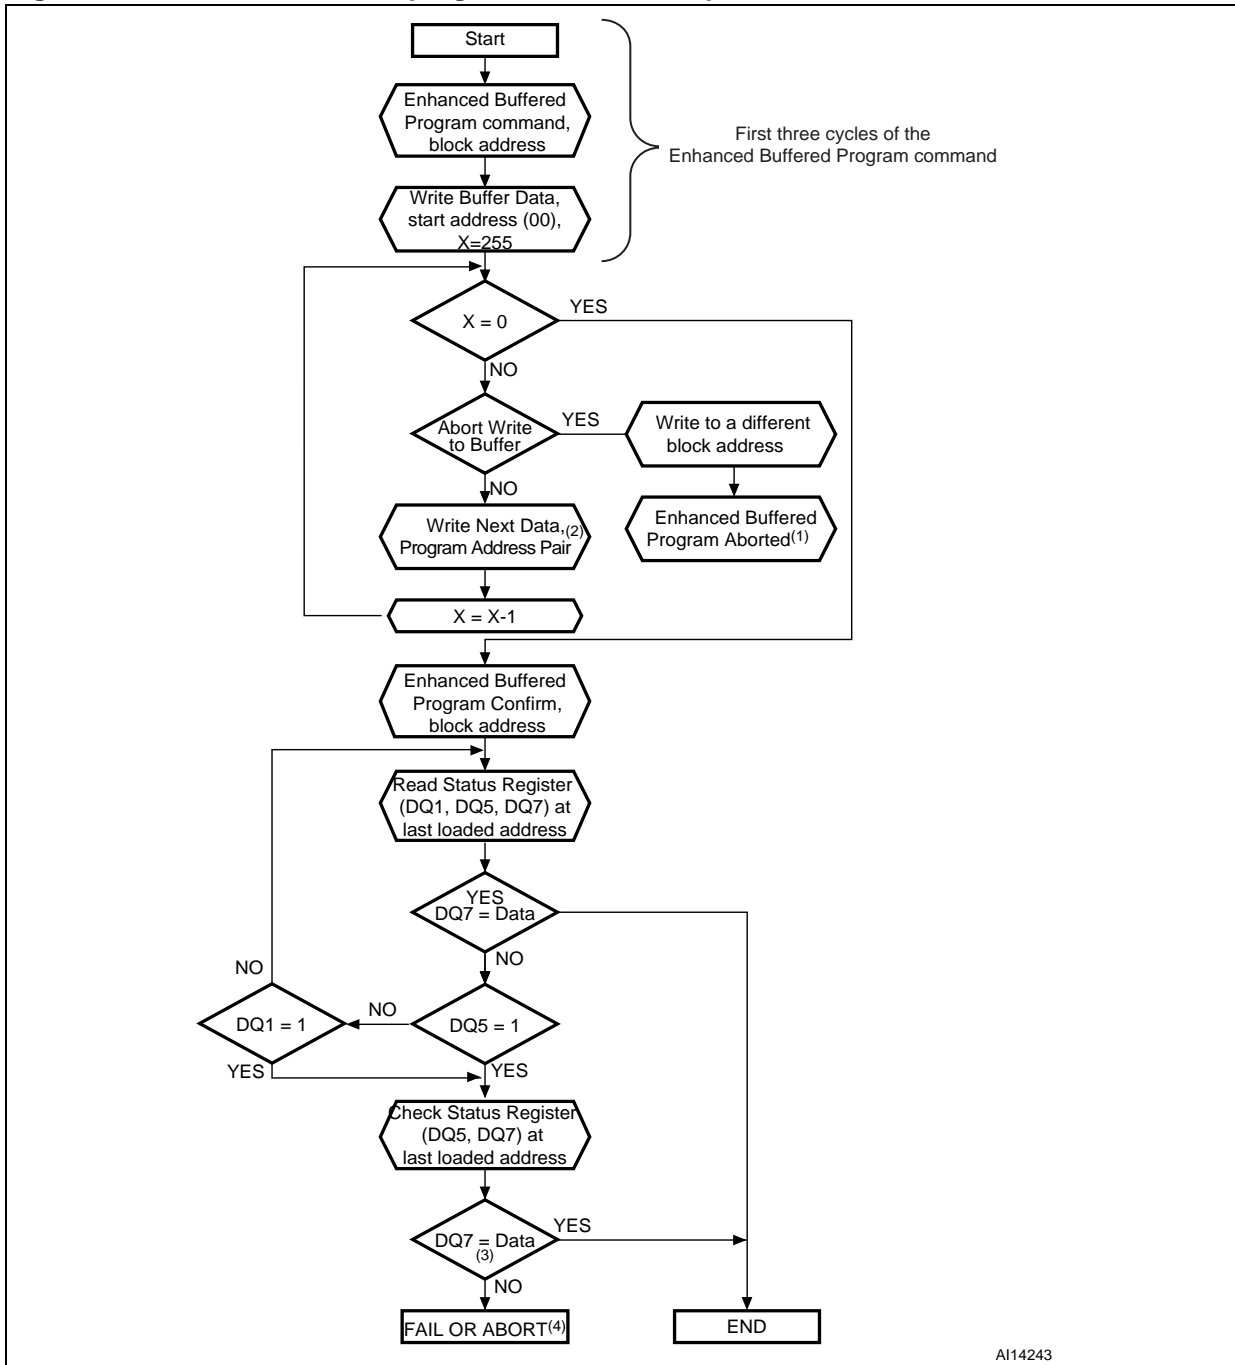 Start
Enhanced Buffered
Program command,
block address
First three cycles of the
Enhanced Buffered Program command
Write Buffer Data,
start address (00),
X=255
X = 0
YES
NO
Abort Write
to Buffer
YES
Write to a different
block address
NO
Write Next Data,(2)
Program Address Pair
Enhanced Buffered
Program Aborted(1)
X = X-1
Enhanced Buffered
Program Confirm,
block address
Read Status Register
(DQ1, DQ5, DQ7) at
last loaded address
YES
DQ7 = Data
NO
NO
DQ1 = 1
NO
DQ5 = 1
YES
YES
Check Status Register
(DQ5, DQ7) at
last loaded address
DQ7 = Data
(3)
YES
NO
FAIL OR ABORT(4)
END
AI14243